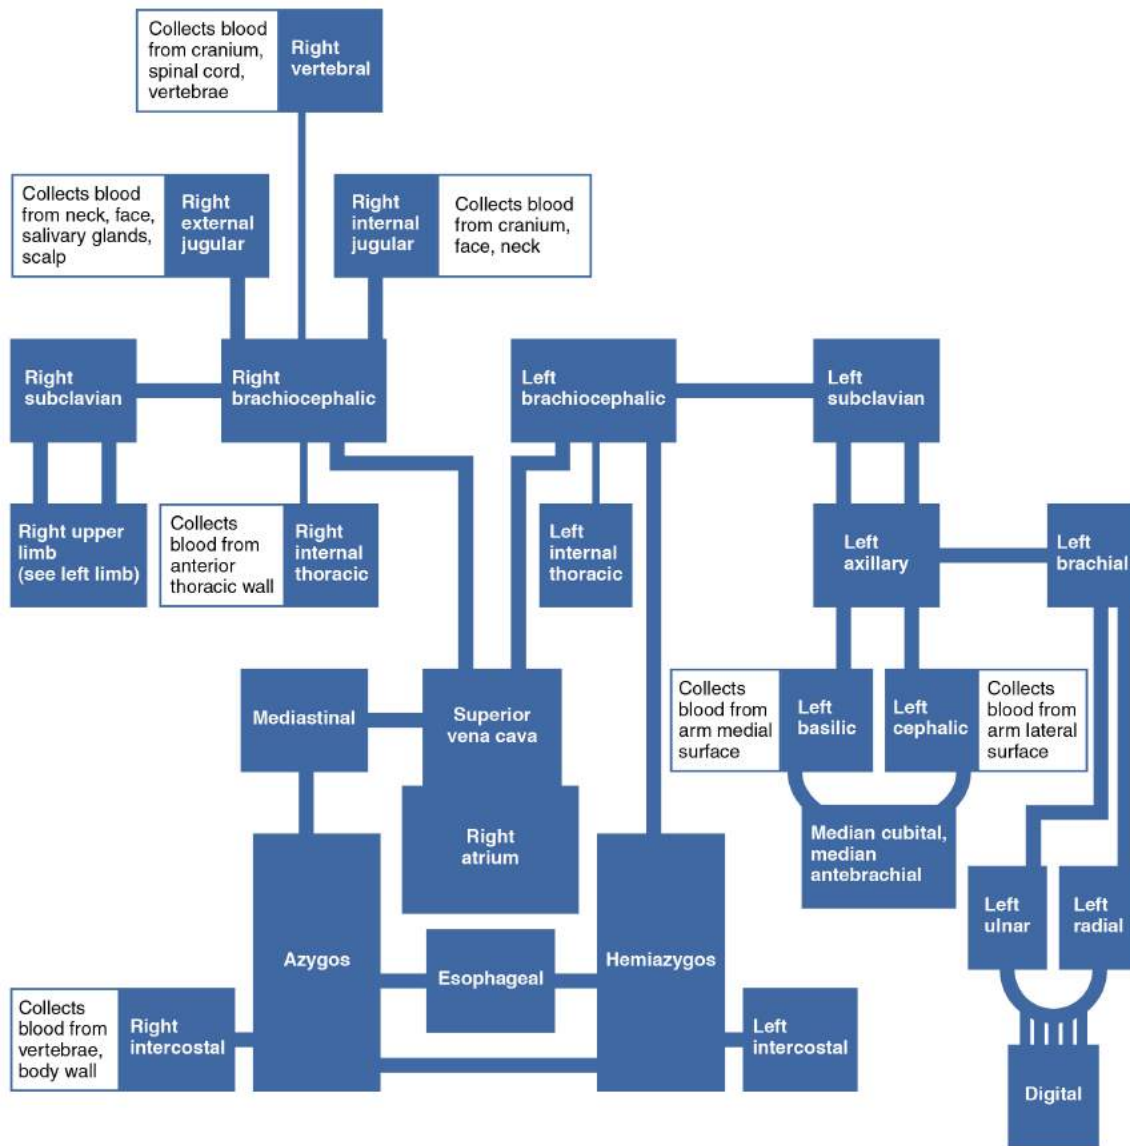 Collects blood
from cranium,
spinal cord,
vertebrae
Right
vertebral
Collects blood
from neck, face,
salivary glands,
scalp
Right
external
jugular
Right
internal
jugular
Collects blood
from cranium,
face, neck
Right
subclavian
Right
brachiocephalic
Left
brachiocephalic
Left
subclavian
Right upper
limb
(see left limb)
Collects
blood from
anterior
thoracic wall
Right
internal
thoracic
Left
internal
thoracic
Left
axillary
Left
brachial
Mediastinal
Superior
vena cava
Collects
blood from
arm medial
surface
Left
basilic
Left
cephalic
Collects
blood from
arm lateral
surface
Right
atrium
Median cubital,
median
antebrachial
Left
ulnar
Left
radial
Azygos
Esophageal
Hemiazygos
Collects
blood from
vertebrae,
body wall
Right
intercostal
Left
intercostal
Digital